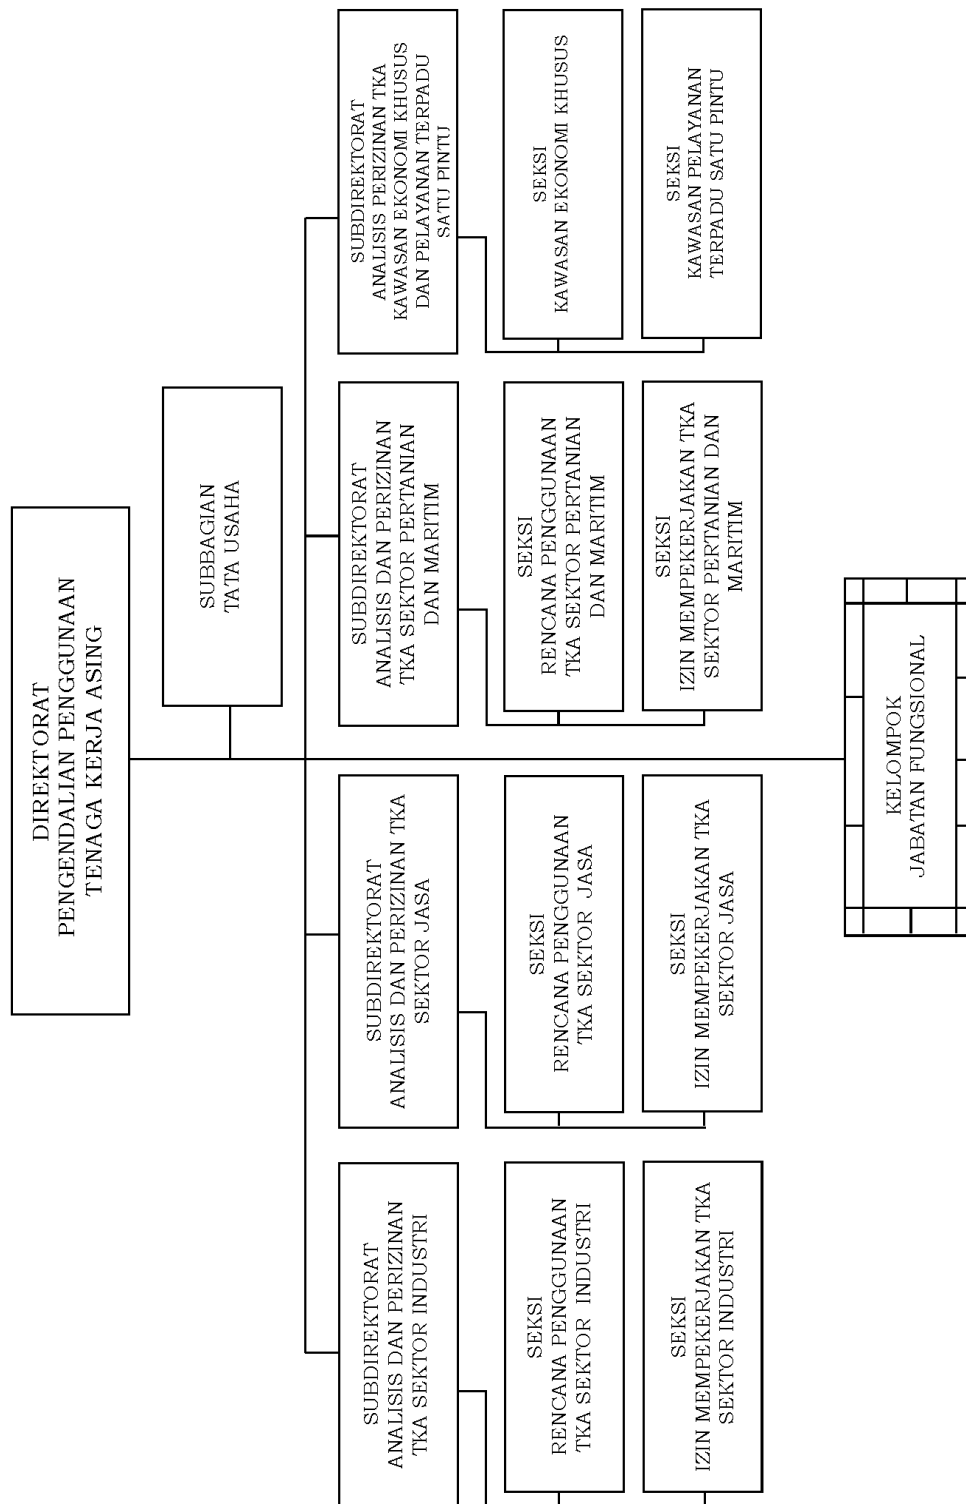 DIREKTORAT
PENGENDALIAN PENGGUNAAN
TENAGA KERJA ASING
SUBBAGIAN
TATA USAHA
SUBDIREKTORAT
ANALISIS DAN PERIZINAN
TKA SEKTOR INDUSTRI
SUBDIREKTORAT
ANALISIS DAN PERIZINAN TKA
SEKTOR JASA
SUBDIREKTORAT
ANALISIS DAN PERIZINAN
TKA SEKTOR PERTANIAN
DAN MARITIM
SUBDIREKTORAT
ANALISIS PERIZINAN TKA
KAWASAN EKONOMI KHUSUS
DAN PELAYANAN TERPADU
SATU PINTU
SEKSI
RENCANA PENGGUNAAN
TKA SEKTOR INDUSTRI
SEKSI
RENCANA PENGGUNAAN
TKA SEKTOR JASA
SEKSI
RENCANA PENGGUNAAN
TKA SEKTOR PERTANIAN
DAN MARITIM
SEKSI
KAWASAN EKONOMI KHUSUS
SEKSI
IZIN MEMPEKERJAKAN TKA
SEKTOR INDUSTRI
SEKSI
IZIN MEMPEKERJAKAN TKA
SEKTOR JASA
SEKSI
IZIN MEMPEKERJAKAN TKA
SEKTOR PERTANIAN DAN
MARITIM
SEKSI
KAWASAN PELAYANAN
TERPADU SATU PINTU
KELOMPOK
JABATAN FUNGSIONAL